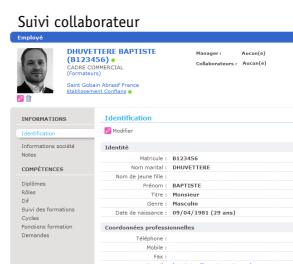 Suivi collaborateur
Employé
DHUVETTERE BAPTISTE
(B123456)
CADRE COMMERCIAL
(Formateurs)
Saint Gobain Abrasif France
Etablissement Conflans
Manager : Aucun(e)
Collaborateurs : Aucun(e)
INFORMATIONS
Identification
Informations société
Notes
COMPÉTENCES
Diplômes
Rôles
Dif
Suivi des formations
Cycles
Fonctions formation
Demandes
Identification
Modifier
Identité
Matricule : B123456
Nom marital : DHUVETTERE
Nom de jeune fille :
Prénom : BAPTISTE
Titre : Monsieur
Genre : Masculin
Date de naissance : 09/04/1981 (29 ans)
Coordonnées professionnelles
Téléphone :
Mobile :
Fax :